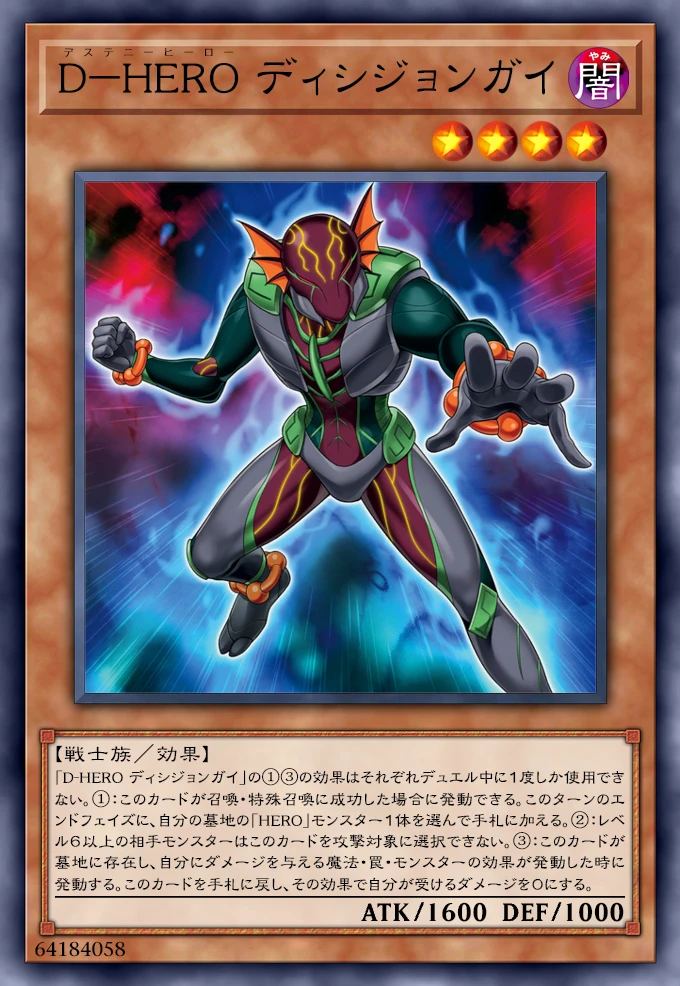 デステニーヒーロー
D－HERO ディシジョンガイ
やみ
闇
【戦士族／効果】
「D-HERO ディシジョンガイ」の①③の効果はそれぞれデュエル中に１度しか使用でき
ない。①：このカードが召喚・特殊召喚に成功した場合に発動できる。このターンのエ
ンドフェイズに、自分の墓地の「HERO」モンスター１体を選んで手札に加える。②：レベ
ル６以上の相手モンスターはこのカードを攻撃対象に選択できない。③：このカードが
墓地に存在し、自分にダメージを与える魔法・罠・モンスターの効果が発動した時に
発動する。このカードを手札に戻し、その効果で自分が受けるダメージを０にする。
ATK/1600 DEF/1000
64184058